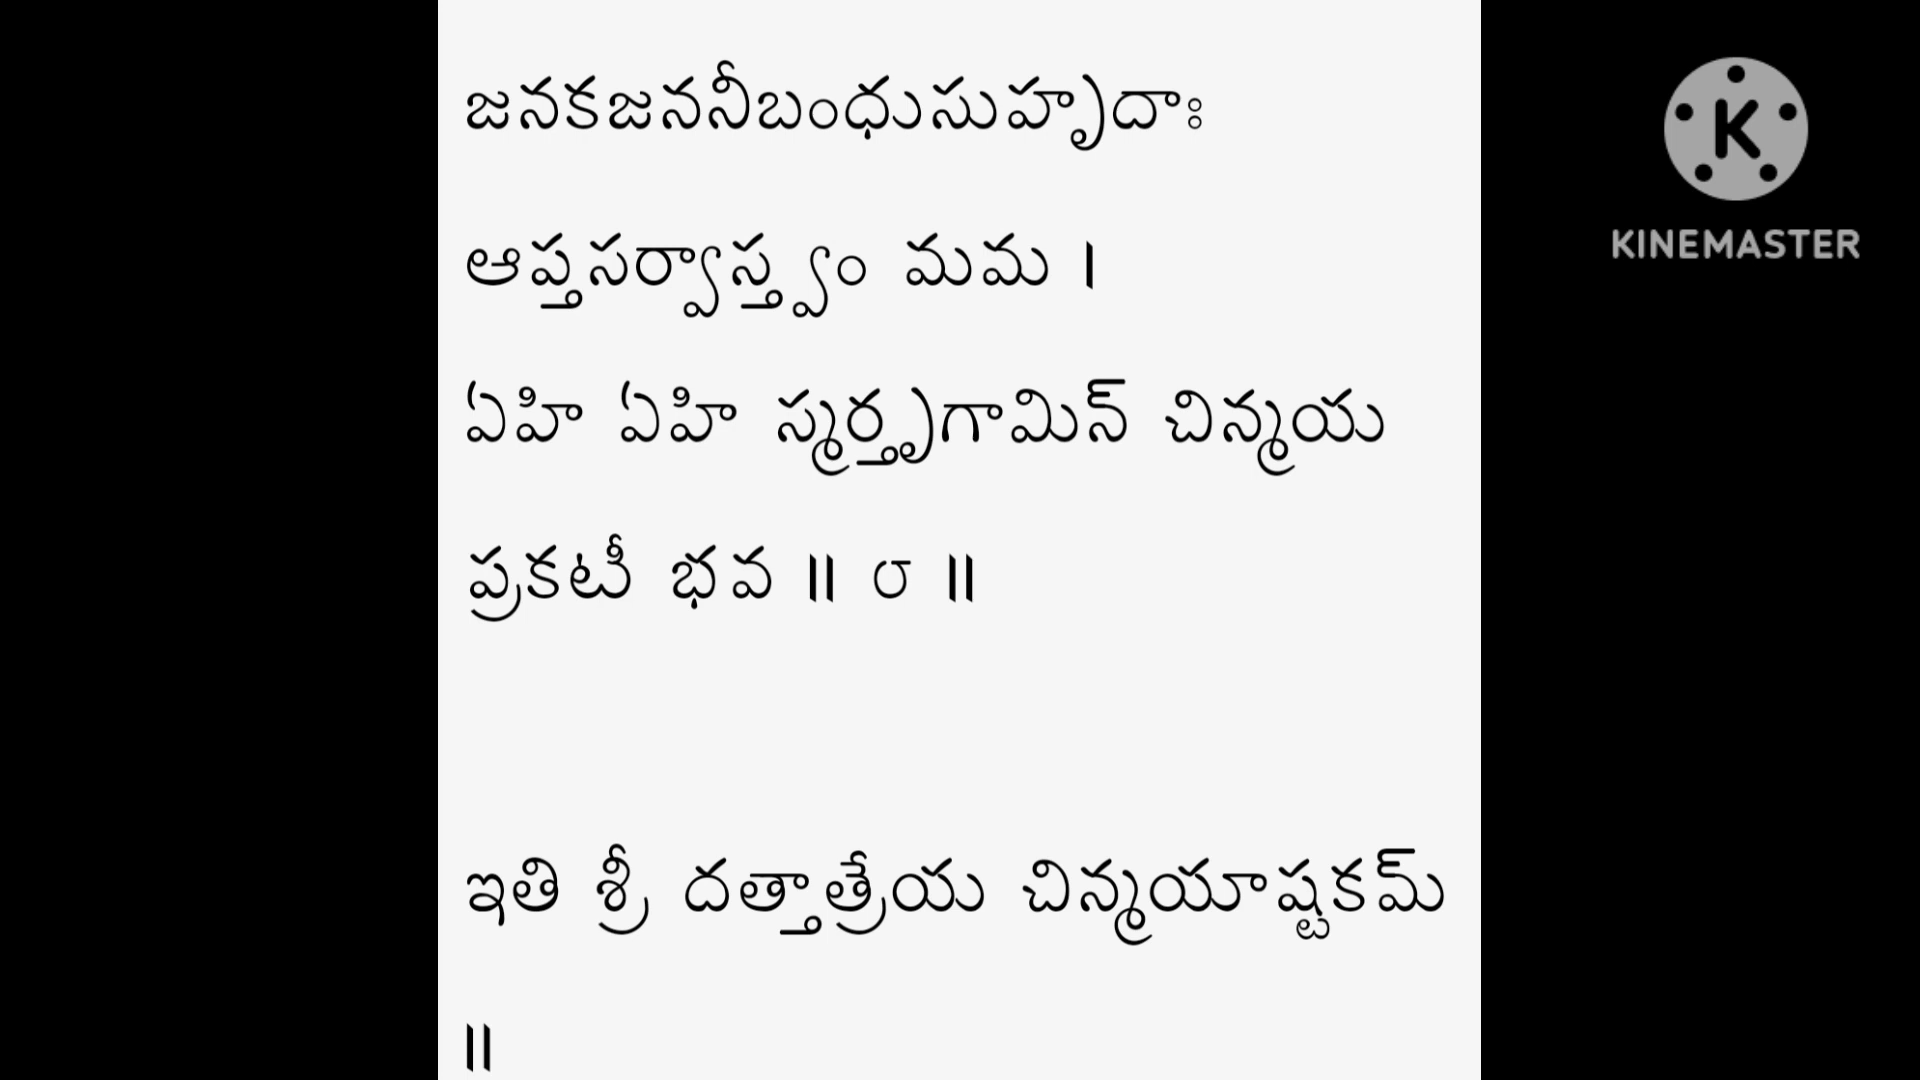 జనకజననీబంధుసుహృదాః
ఆప్తసర్వాస్త్వం మమ ।
ఏహి ఏహి స్మర్తృగామిన్ చిన్మయ
ప్రకటీ భవ ॥ ౮ ॥
ఇతి శ్రీ దత్తాత్రేయ చిన్మయాష్టకమ్
॥
KINEMASTER